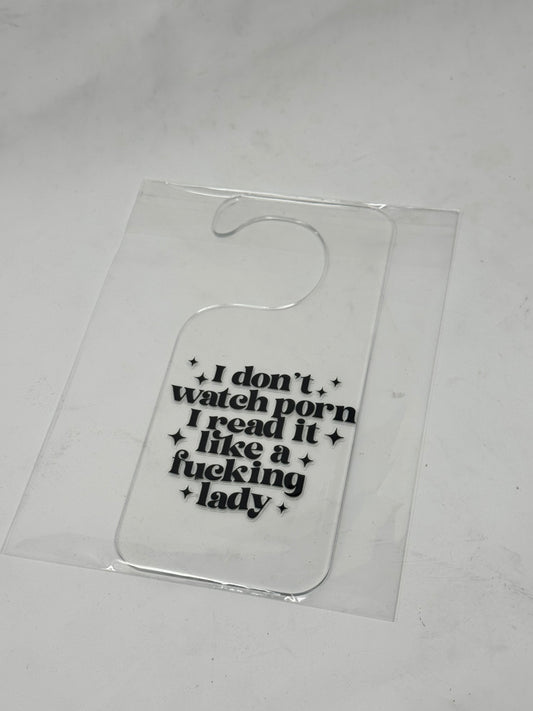 I don't
watch porn
I read it
like a
fucking
lady